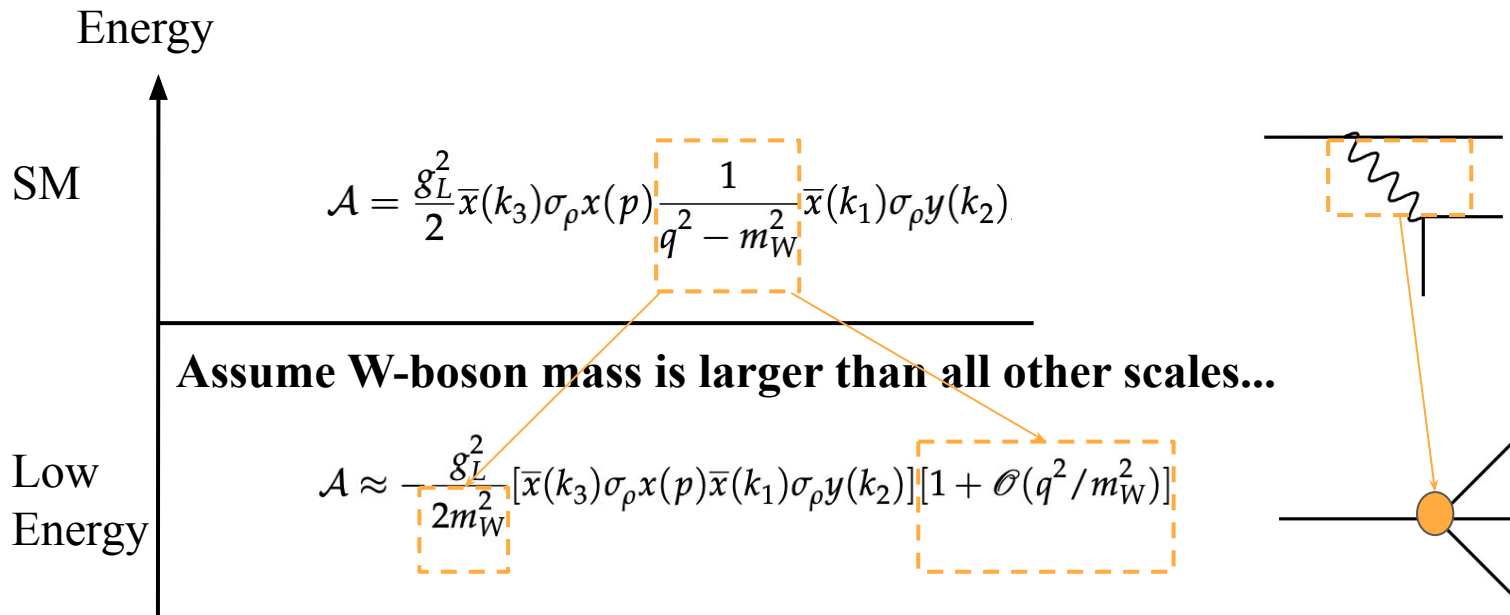 Energy
SM
𝒜 = g_L^2/2 x̄(k_3)σ_ρ x(p) 1/(q^2 − m_W^2) x̄(k_1)σ_ρ y(k_2)
Assume W-boson mass is larger than all other scales...
Low
Energy
𝒜 ≈ − g_L^2/(2m_W^2) [x̄(k_3)σ_ρ x(p)x̄(k_1)σ_ρ y(k_2)][1 + 𝒪(q^2/m_W^2)]